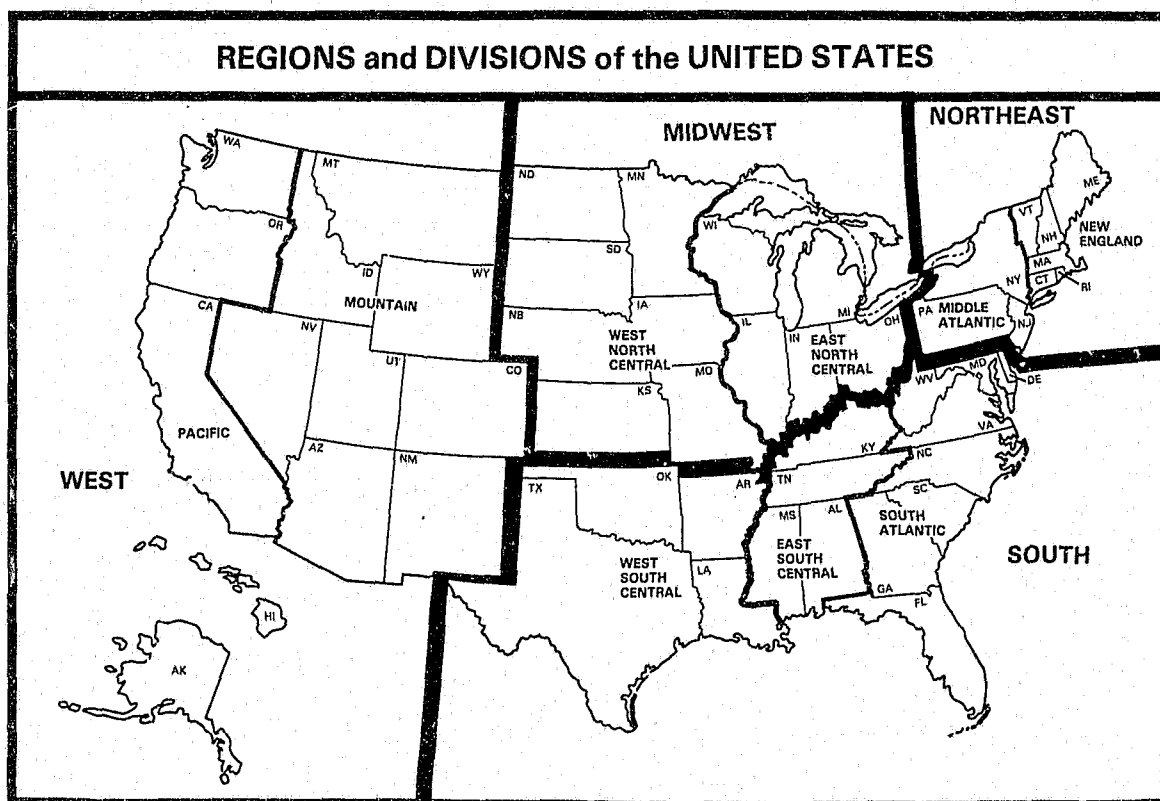 REGIONS and DIVISIONS of the UNITED STATES
MIDWEST
NORTHEAST
WA
MT
ND
MN
ME
VT
OR
WI
NH
NEW
ENGLAND
SD
MA
ID
WY
NY
CT
RI
MOUNTAIN
CA
IA
NB
MI
OH
PA
MIDDLE
ATLANTIC
NJ
NV
IL
IN
EAST
NORTH
CENTRAL
WEST
NORTH
CENTRAL
UT
CO
MO
WV
MD
DE
KS
PACIFIC
VA
AZ
NM
KY
NC
WEST
TX
OK
AR
TN
SC
MS
AL
SOUTH
ATLANTIC
EAST
SOUTH
CENTRAL
SOUTH
WEST
SOUTH
CENTRAL
LA
GA
FL
HI
AK